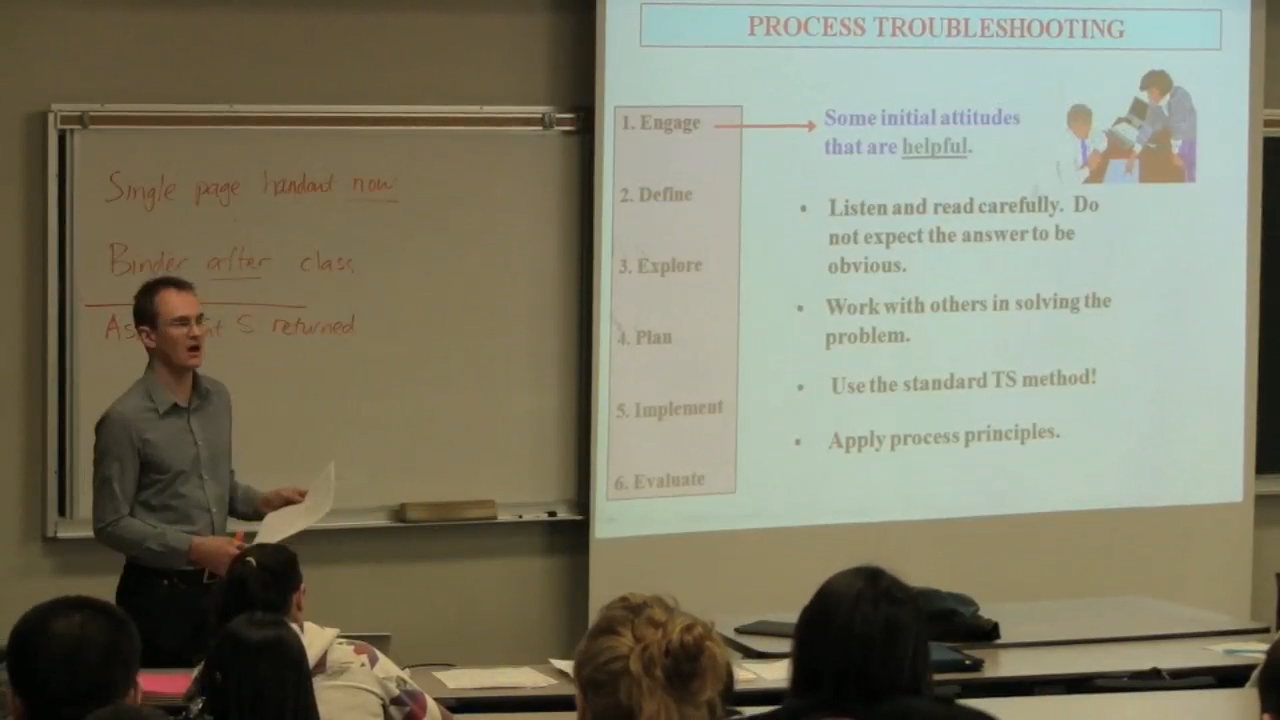 Single page handout now
Binder after class
As t 5 returned
PROCESS TROUBLESHOOTING
1. Engage
2. Define
3. Explore
4. Plan
5. Implement
6. Evaluate
Some initial attitudes
that are helpful.
• Listen and read carefully. Do
not expect the answer to be
obvious.
• Work with others in solving the
problem.
• Use the standard TS method!
• Apply process principles.